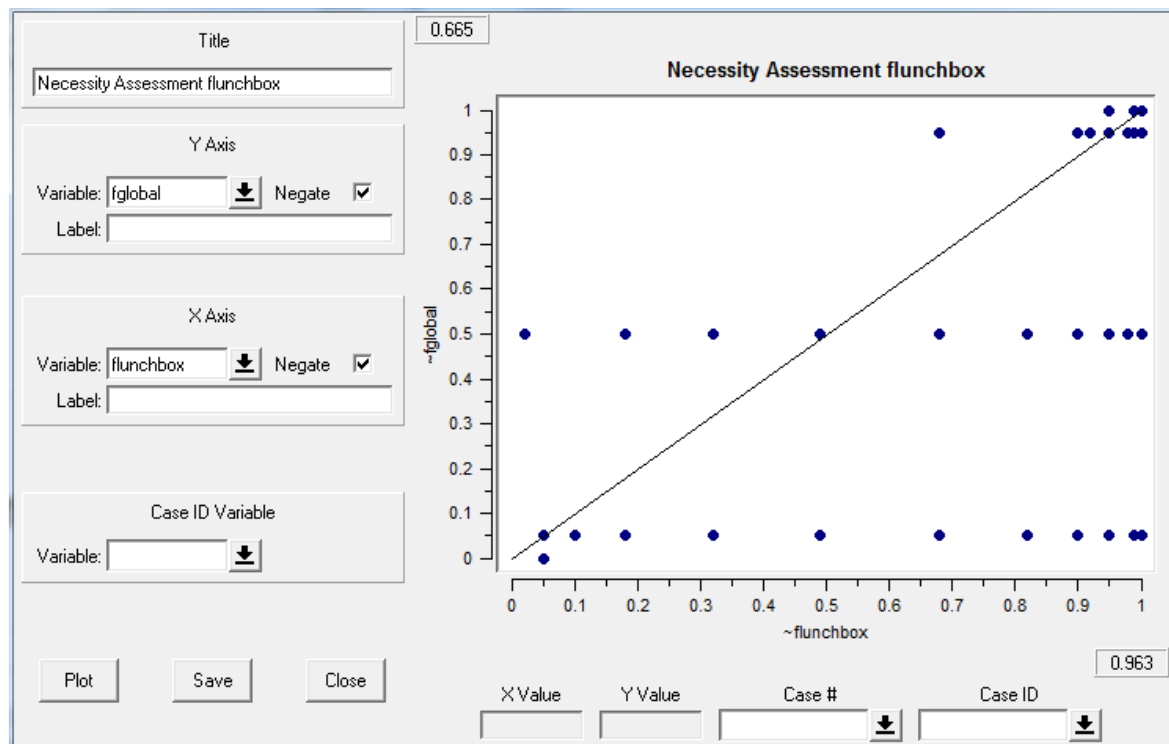 Title
Necessity Assessment flunchbox
Y Axis
Variable: fglobal Negate
Label:
X Axis
Variable: flunchbox Negate
Label:
Case ID Variable
Variable:
Plot Save Close
0.665
Necessity Assessment flunchbox
1
0.9
0.8
0.7
0.6
0.5
0.4
0.3
0.2
0.1
0
~fglobal
0 0.1 0.2 0.3 0.4 0.5 0.6 0.7 0.8 0.9 1
~flunchbox
0.963
X Value Y Value Case # Case ID